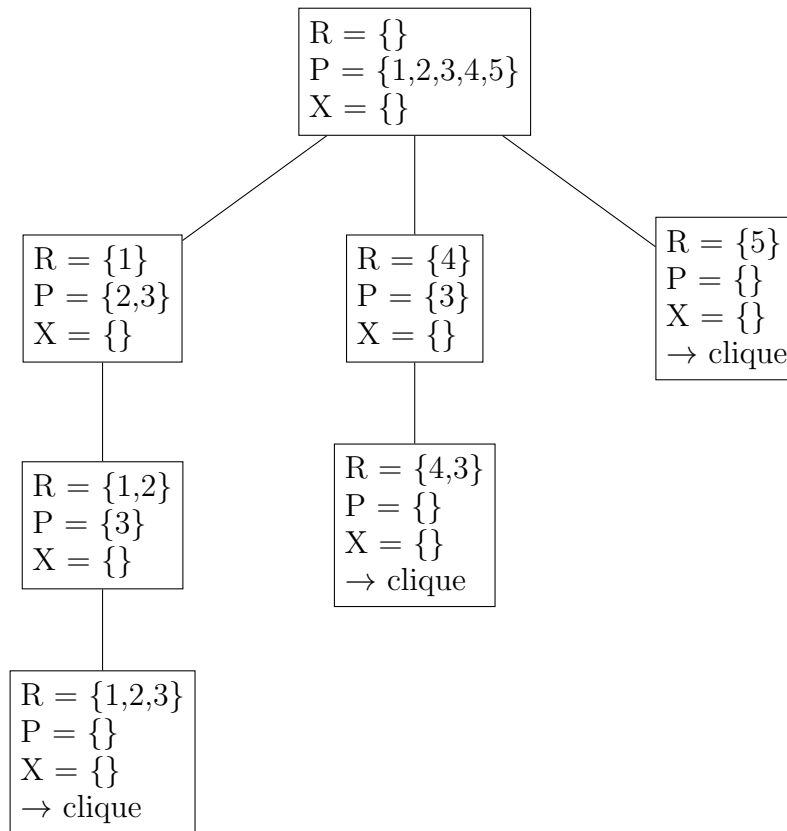 R = {}
P = {1,2,3,4,5}
X = {}
R = {1}
P = {2,3}
X = {}
R = {4}
P = {3}
X = {}
R = {5}
P = {}
X = {}
→ clique
R = {1,2}
P = {3}
X = {}
R = {4,3}
P = {}
X = {}
→ clique
R = {1,2,3}
P = {}
X = {}
→ clique